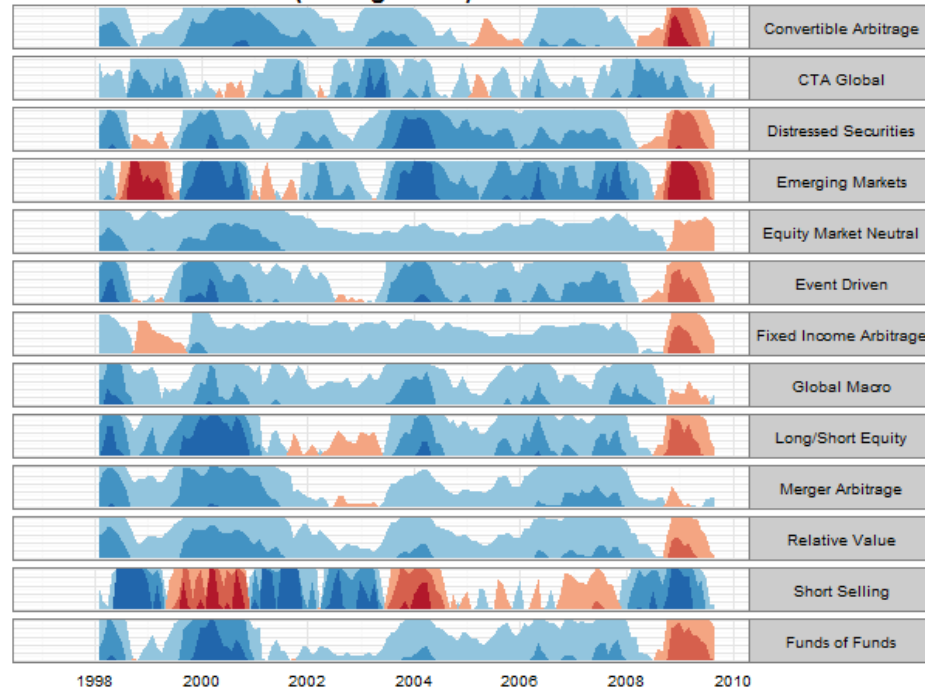 Convertible Arbitrage
CTA Global
Distressed Securities
Emerging Markets
Equity Market Neutral
Event Driven
Fixed Income Arbitrage
Global Macro
Long/Short Equity
Merger Arbitrage
Relative Value
Short Selling
Funds of Funds
1998 2000 2002 2004 2006 2008 2010